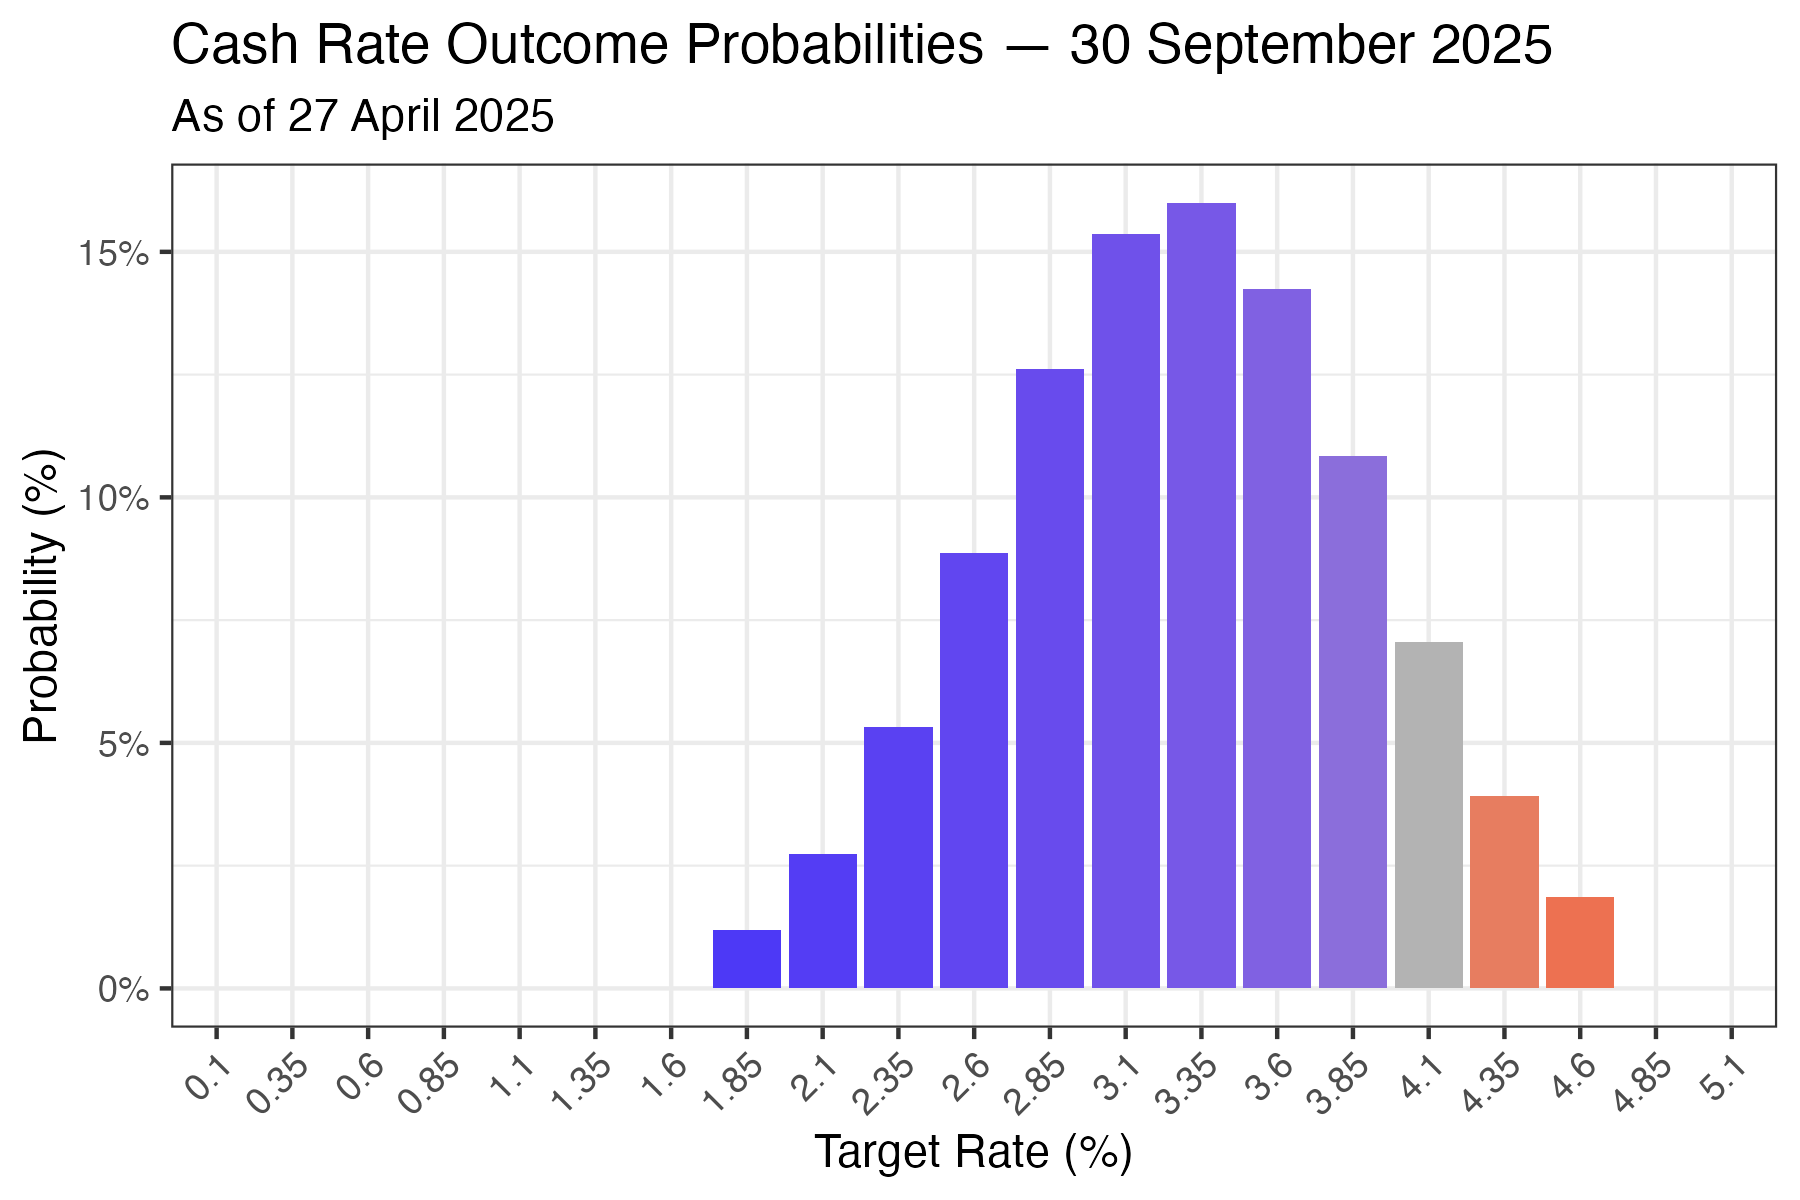 Cash Rate Outcome Probabilities — 30 September 2025
As of 27 April 2025
Probability (%)
15%
10%
5%
0%
0.1 0.35 0.6 0.85 1.1 1.35 1.6 1.85 2.1 2.35 2.6 2.85 3.1 3.35 3.6 3.85 4.1 4.35 4.6 4.85 5.1
Target Rate (%)